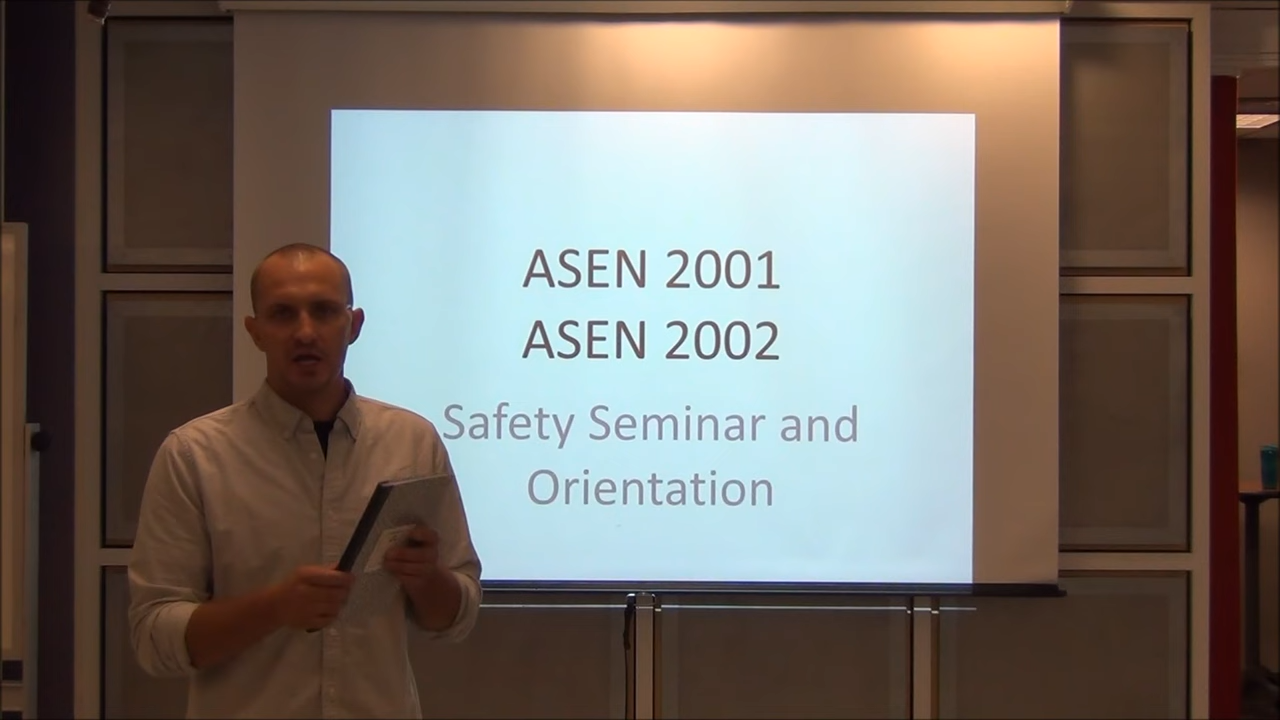 ASEN 2001
ASEN 2002
Safety Seminar and
Orientation